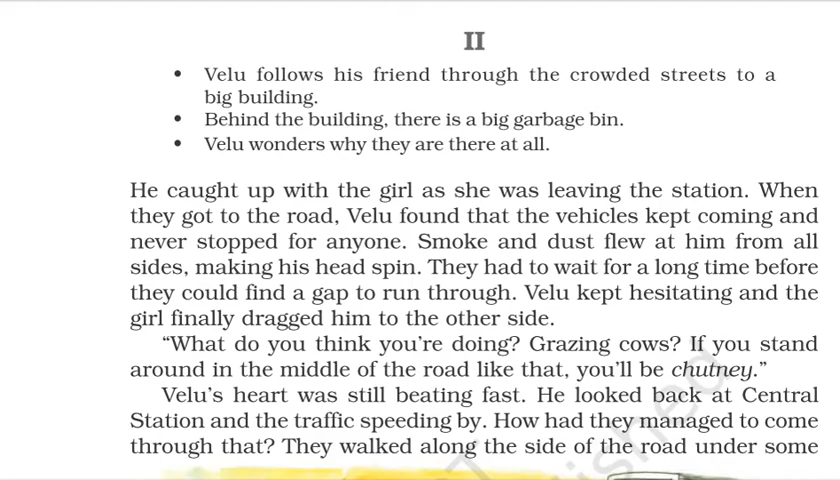 II
• Velu follows his friend through the crowded streets to a
big building.
• Behind the building, there is a big garbage bin.
• Velu wonders why they are there at all.
He caught up with the girl as she was leaving the station. When
they got to the road, Velu found that the vehicles kept coming and
never stopped for anyone. Smoke and dust flew at him from all
sides, making his head spin. They had to wait for a long time before
they could find a gap to run through. Velu kept hesitating and the
girl finally dragged him to the other side.
“What do you think you’re doing? Grazing cows? If you stand
around in the middle of the road like that, you’ll be chutney.”
Velu’s heart was still beating fast. He looked back at Central
Station and the traffic speeding by. How had they managed to come
through that? They walked along the side of the road under some